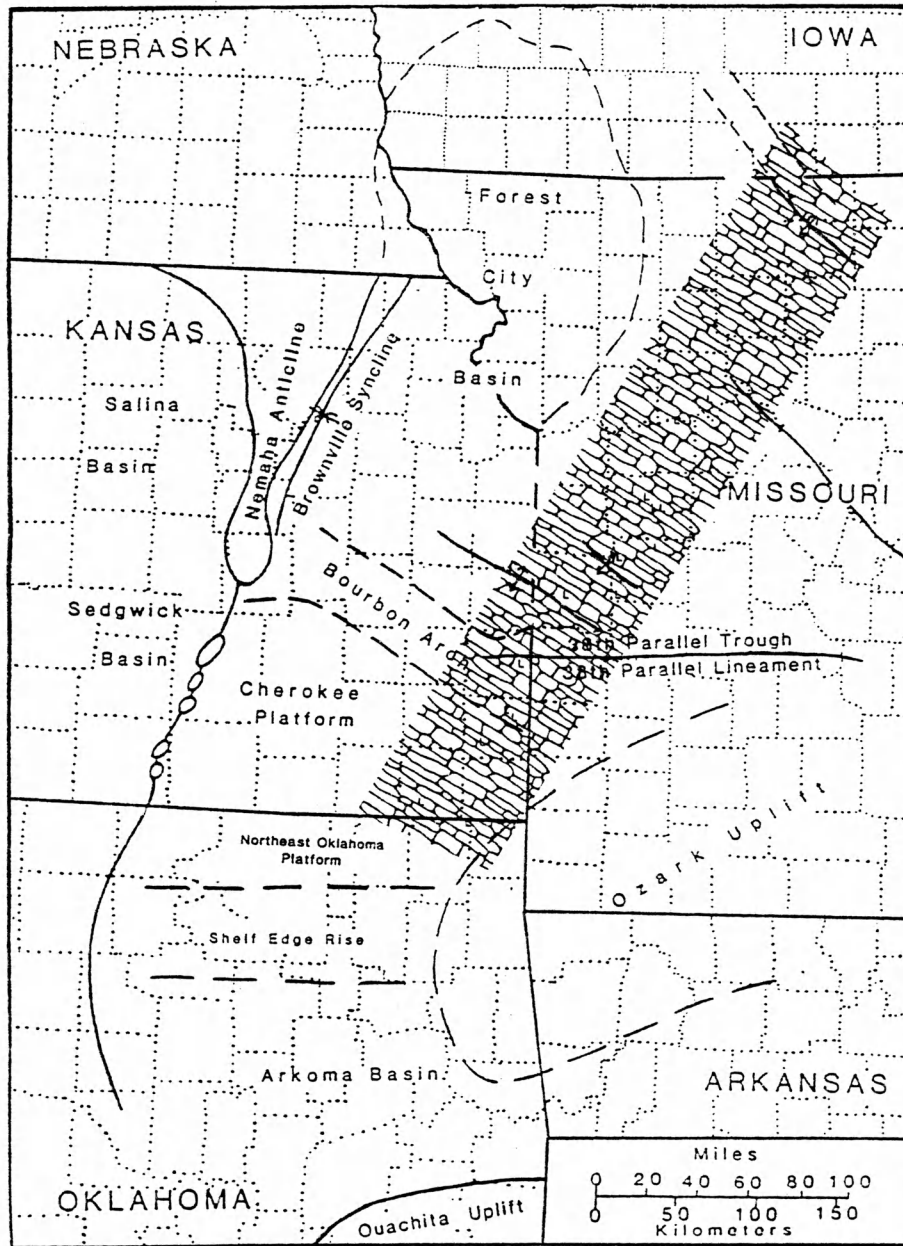 NEBRASKA
IOWA
Forest
City
Basin
KANSAS
Salina
Basin
Nemaha Anticline
Brownville Syncline
MISSOURI
Bourbon Arch
Sedgwick
Basin
38th Parallel Trough
38th Parallel Lineament
Cherokee
Platform
Ozark Uplift
Northeast Oklahoma
Platform
Shelf Edge Rise
Arkoma Basin
ARKANSAS
OKLAHOMA
Ouachita Uplift
Miles
0 20 40 60 80 100
0 50 100 150
Kilometers